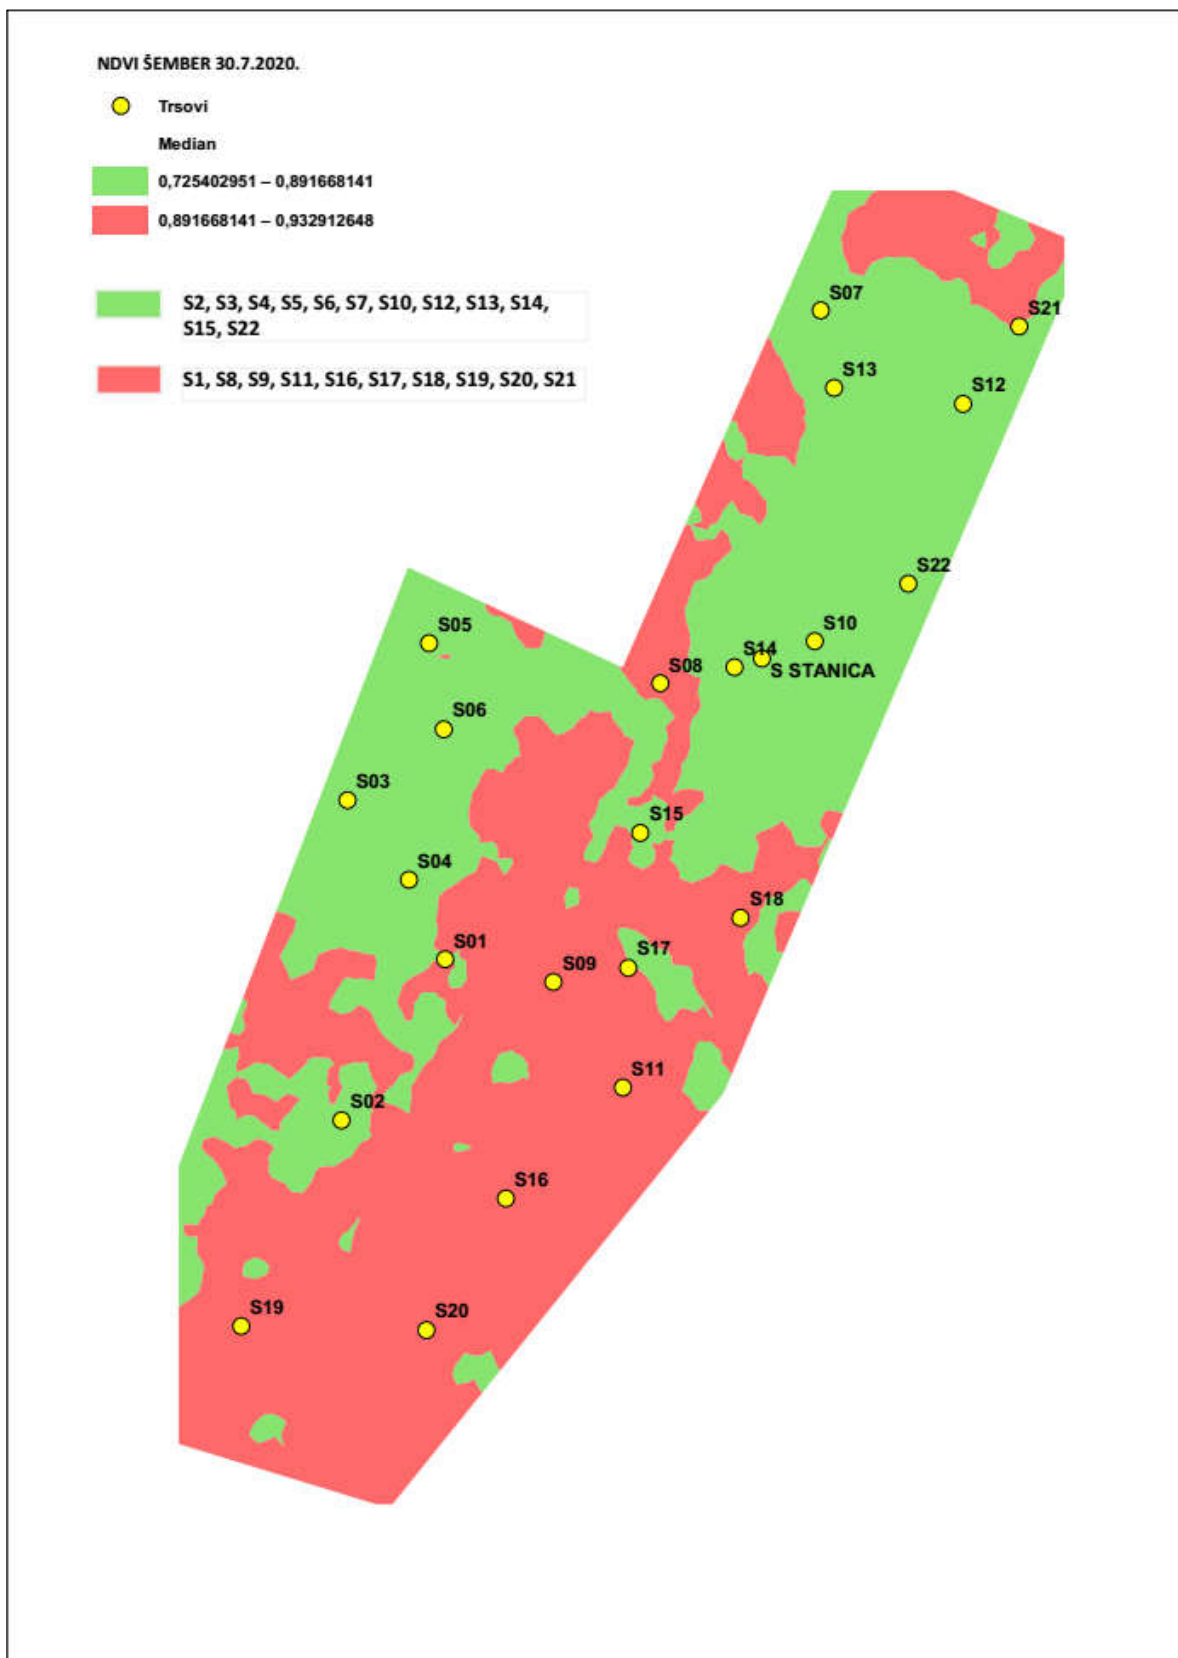 NDVI ŠEMBER 30.7.2020.
Trsovi
Median
0,725402951 – 0,891668141
0,891668141 – 0,932912648
S2, S3, S4, S5, S6, S7, S10, S12, S13, S14,
S15, S22
S1, S8, S9, S11, S16, S17, S18, S19, S20, S21
S07
S21
S13
S12
S22
S05
S10
S14
S STANICA
S08
S06
S03
S15
S04
S18
S01
S17
S09
S11
S02
S16
S19
S20